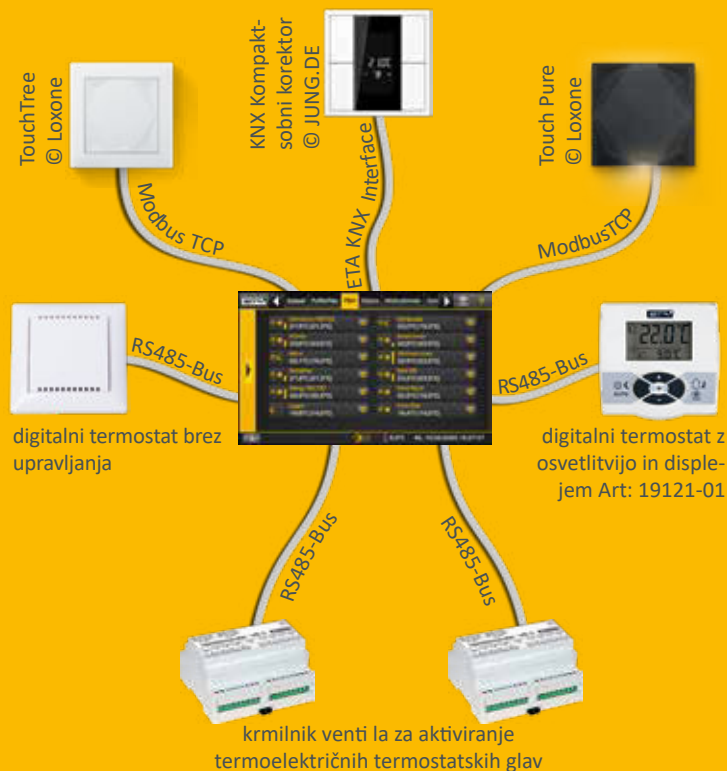 TouchTree
© Loxone
KNX Kompakt-
sobni korektor
© JUNG.DE
Touch Pure
© Loxone
Modbus TCP
ETA KNX Interface
ModbusTCP
RS485-Bus
RS485-Bus
22.0°C
digitalni termostat brez
upravljanja
digitalni termostat z
osvetlitvijo in disple-
jem Art: 19121-01
RS485-Bus
RS485-Bus
krmilnik venti la za aktiviranje
termoelektričnih termostatskih glav